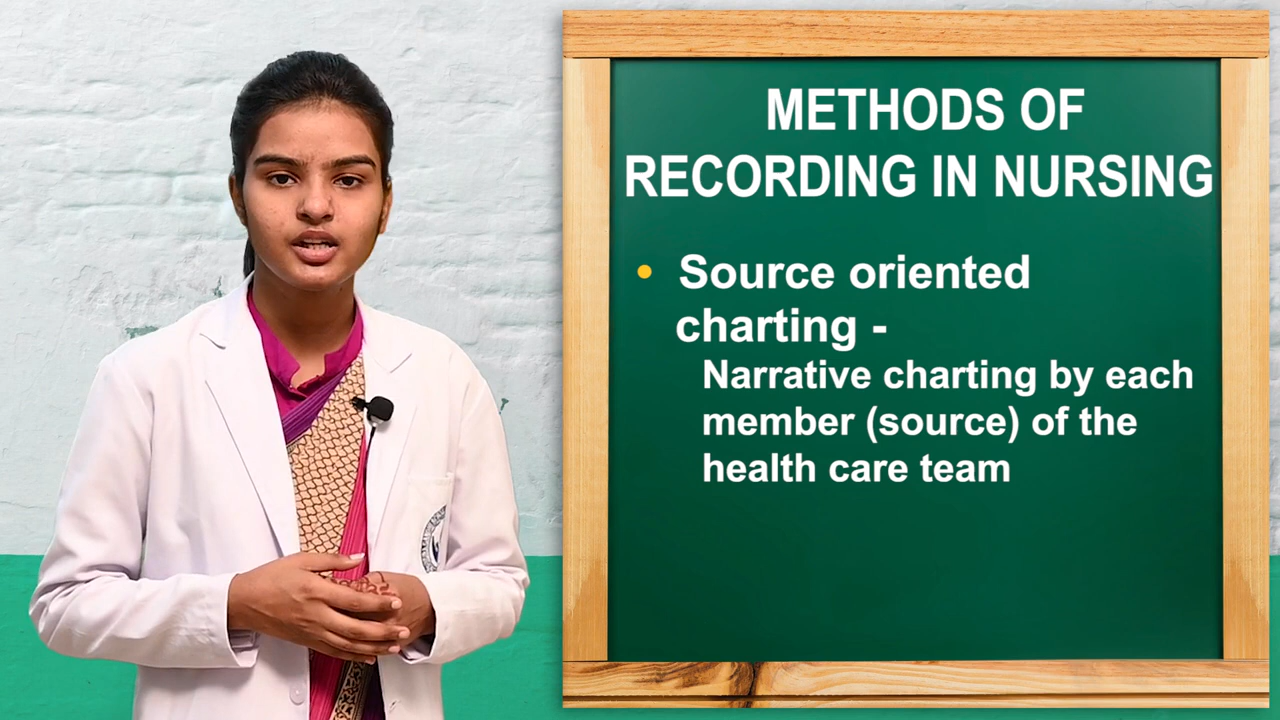 METHODS OF
RECORDING IN NURSING
• Source oriented
charting -
Narrative charting by each
member (source) of the
health care team